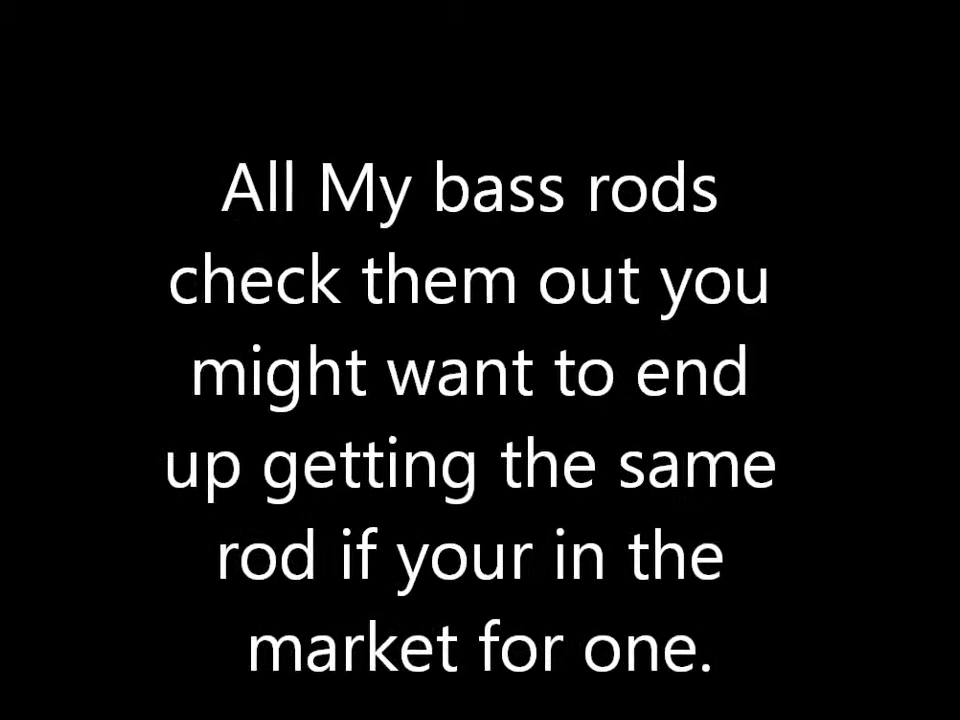 All My bass rods
check them out you
might want to end
up getting the same
rod if your in the
market for one.